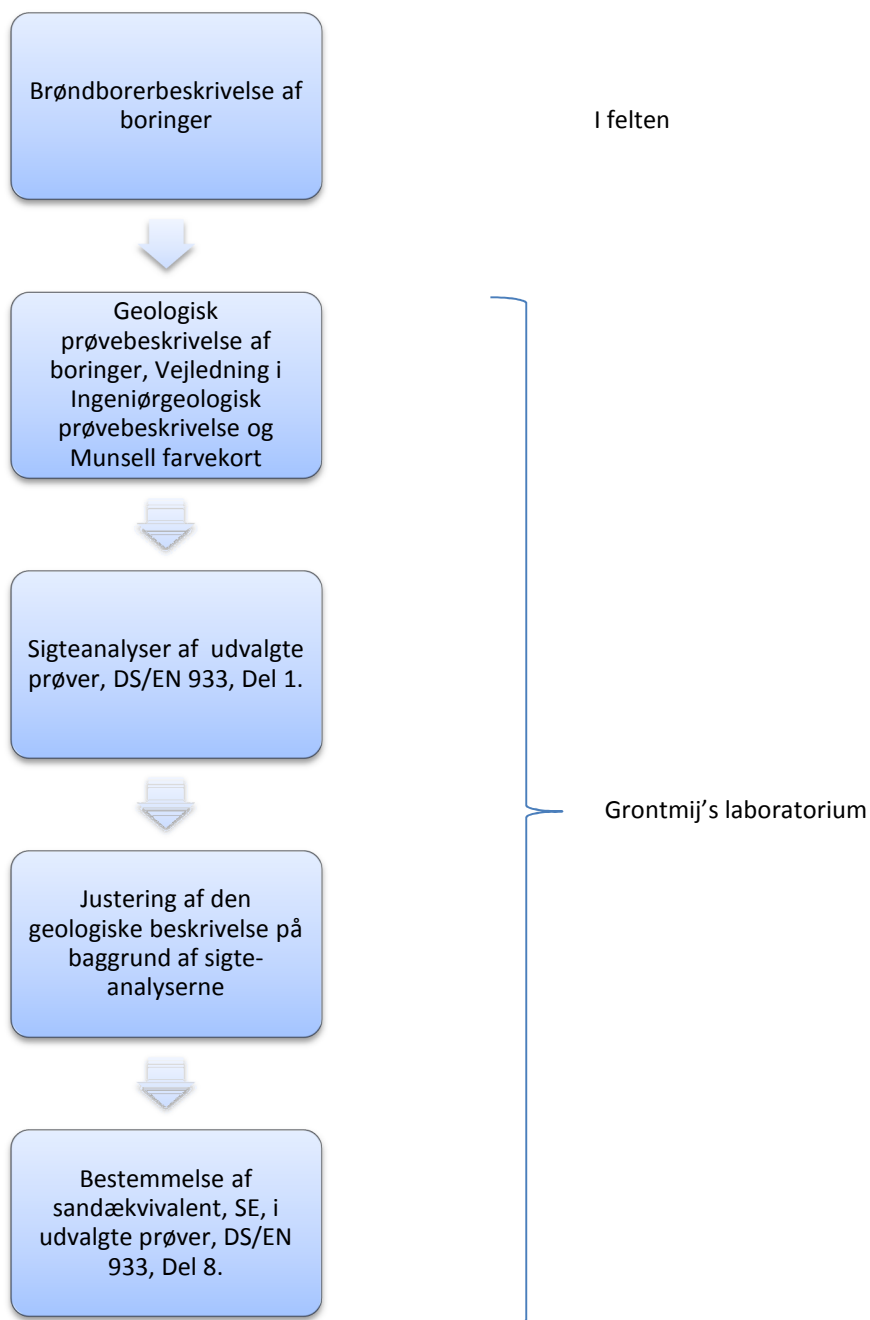 Brøndborerbeskrivelse af
boringer
I felten
Geologisk
prøvebeskrivelse af
boringer, Vejledning i
Ingeniørgeologisk
prøvebeskrivelse og
Munsell farvekort
Sigteanalyser af udvalgte
prøver, DS/EN 933, Del 1.
Grontmij’s laboratorium
Justering af den
geologiske beskrivelse på
baggrund af sigte-
analyserne
Bestemmelse af
sandækvivalent, SE, i
udvalgte prøver, DS/EN
933, Del 8.